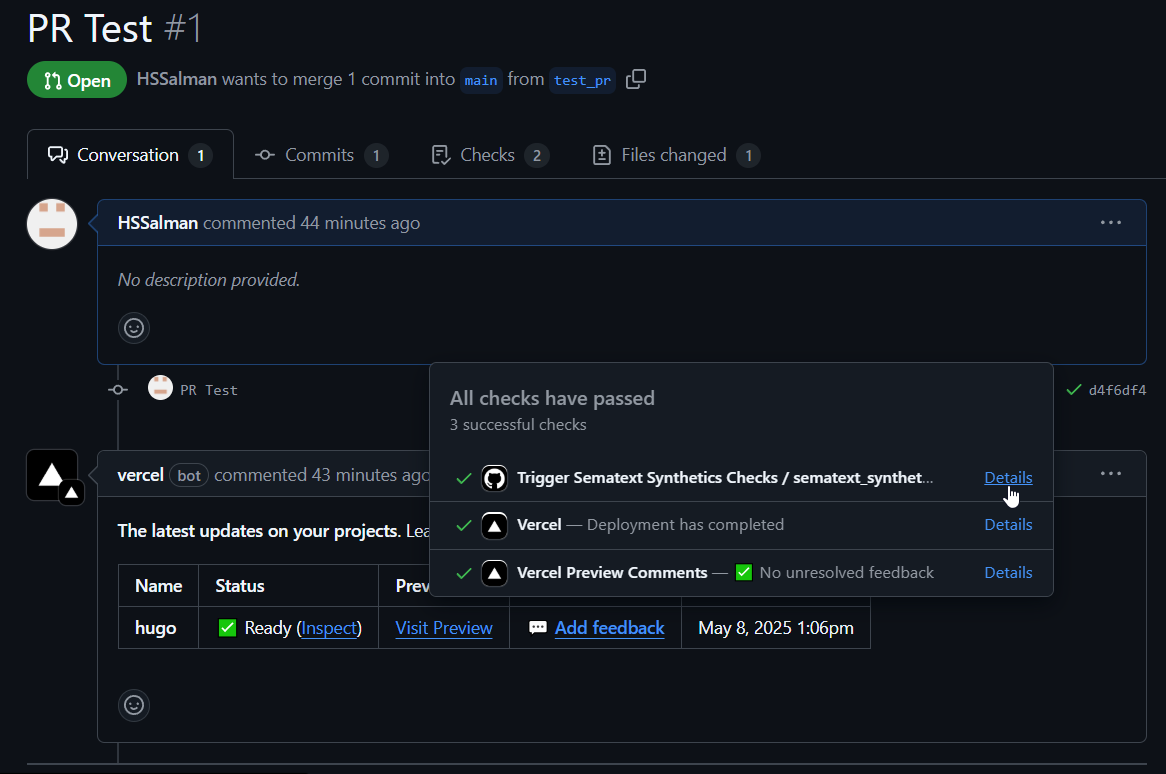 PR Test #1
Open HSSalman wants to merge 1 commit into main from test_pr
Conversation 1 Commits 1 Checks 2 Files changed 1
HSSalman commented 44 minutes ago
No description provided.
PR Test
d4f6df4
All checks have passed
3 successful checks
Trigger Sematext Synthetics Checks / sematext_synthet... Details
Vercel — Deployment has completed Details
Vercel Preview Comments — ✅ No unresolved feedback Details
vercel bot commented 43 minutes ago
The latest updates on your projects.
Name Status
hugo ✅ Ready (Inspect) Visit Preview 💬 Add feedback May 8, 2025 1:06pm